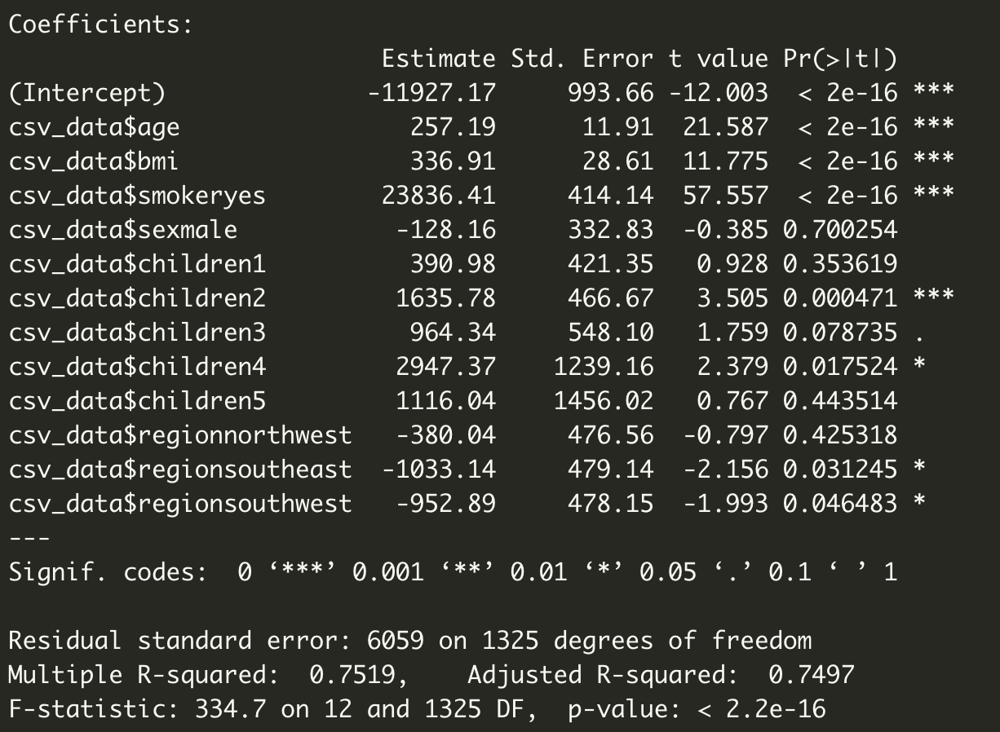 Coefficients:
                          Estimate Std. Error t value Pr(>|t|)
(Intercept)              -11927.17     993.66 -12.003  < 2e-16 ***
csv_data$age                257.19      11.91  21.587  < 2e-16 ***
csv_data$bmi                336.91      28.61  11.775  < 2e-16 ***
csv_data$smokeryes        23836.41     414.14  57.557  < 2e-16 ***
csv_data$sexmale           -128.16     332.83  -0.385 0.700254
csv_data$children1          390.98     421.35   0.928 0.353619
csv_data$children2         1635.78     466.67   3.505 0.000471 ***
csv_data$children3          964.34     548.10   1.759 0.078735 .
csv_data$children4         2947.37    1239.16   2.379 0.017524 *
csv_data$children5         1116.04    1456.02   0.767 0.443514
csv_data$regionnorthwest   -380.04     476.56  -0.797 0.425318
csv_data$regionsoutheast  -1033.14     479.14  -2.156 0.031245 *
csv_data$regionsouthwest   -952.89     478.15  -1.993 0.046483 *
---
Signif. codes:  0 ‘***’ 0.001 ‘**’ 0.01 ‘*’ 0.05 ‘.’ 0.1 ‘ ’ 1
Residual standard error: 6059 on 1325 degrees of freedom
Multiple R-squared:  0.7519,    Adjusted R-squared:  0.7497
F-statistic: 334.7 on 12 and 1325 DF,  p-value: < 2.2e-16